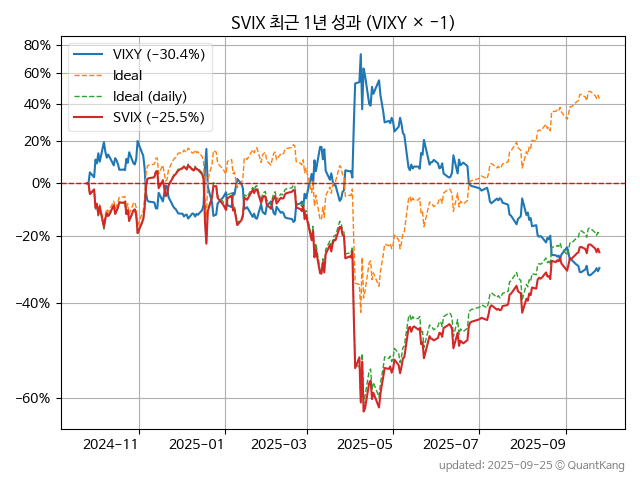 SVIX 최근 1년 성과 (VIXY × −1)
80%
60%
40%
20%
0%
−20%
−40%
−60%
VIXY (−30.4%)
Ideal
Ideal (daily)
SVIX (−25.5%)
2024-11
2025-01
2025-03
2025-05
2025-07
2025-09
updated: 2025-09-25 © QuantKang